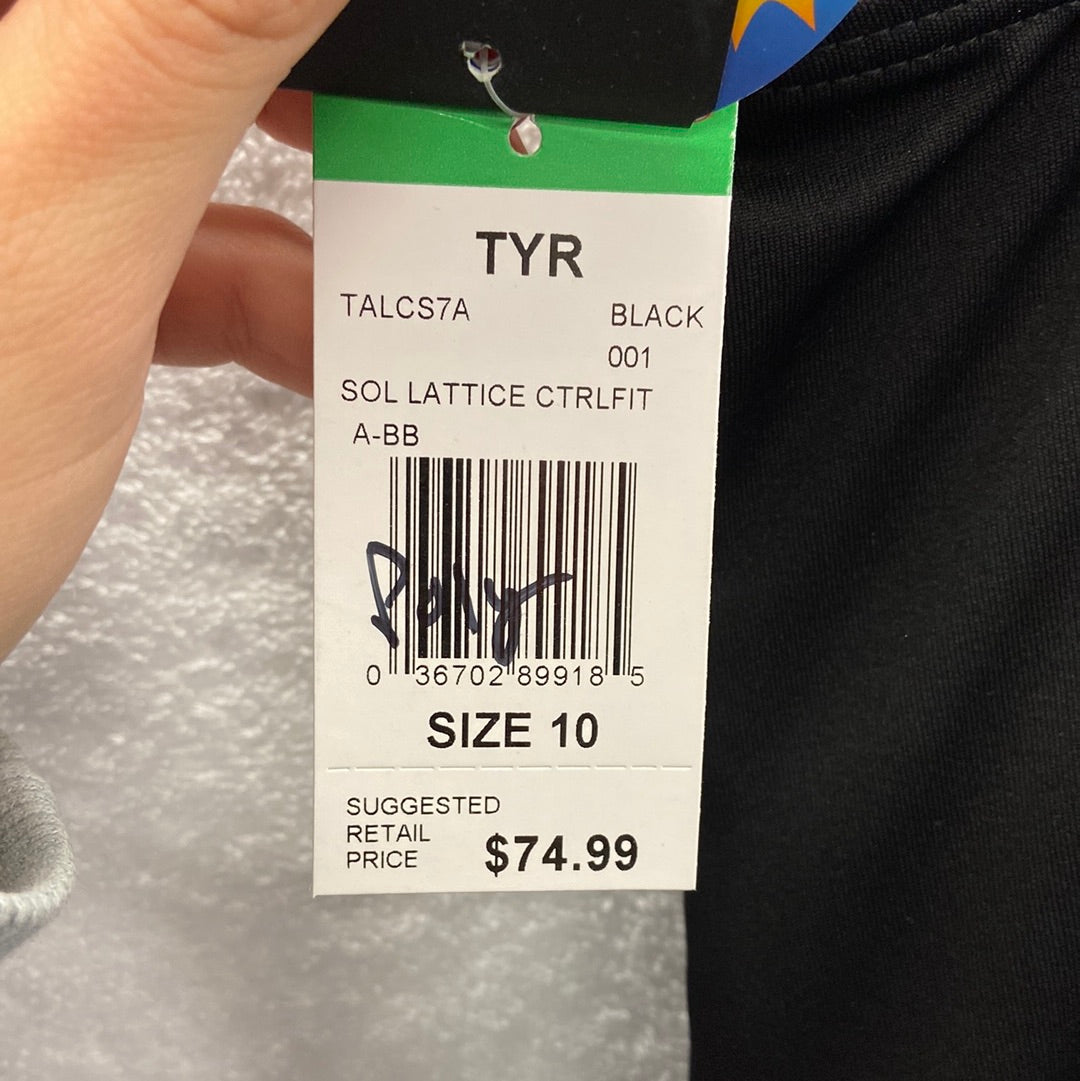 TYR
TALCS7A BLACK
001
SOL LATTICE CTRLFIT
A-BB
Poly
0 36702 89918 5
SIZE 10
SUGGESTED
RETAIL
PRICE $74.99